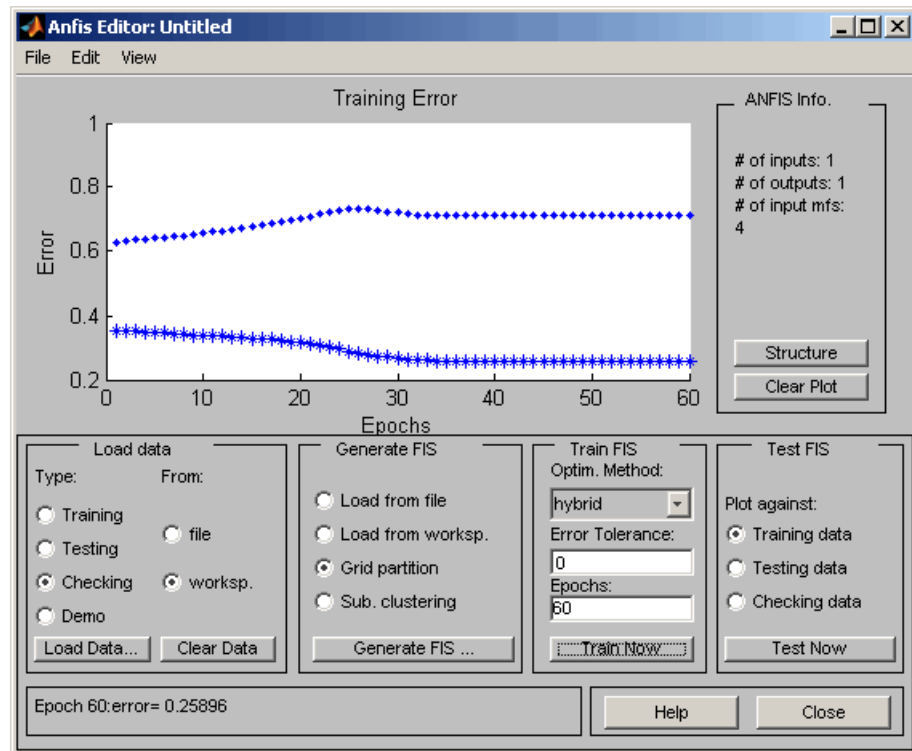 Anfis Editor: Untitled
File Edit View
Training Error
1
0.8
0.6
0.4
0.2
Error
0 10 20 30 40 50 60
Epochs
ANFIS Info.
# of inputs: 1
# of outputs: 1
# of input mfs:
4
Structure
Clear Plot
Load data
Type: From:
Training
Testing
Checking
Demo
file
worksp.
Load Data... Clear Data
Generate FIS
Load from file
Load from worksp.
Grid partition
Sub. clustering
Generate FIS ...
Train FIS
Optim. Method:
hybrid
Error Tolerance:
0
Epochs:
60
Train Now
Test FIS
Plot against:
Training data
Testing data
Checking data
Test Now
Epoch 60:error= 0.25896
Help Close